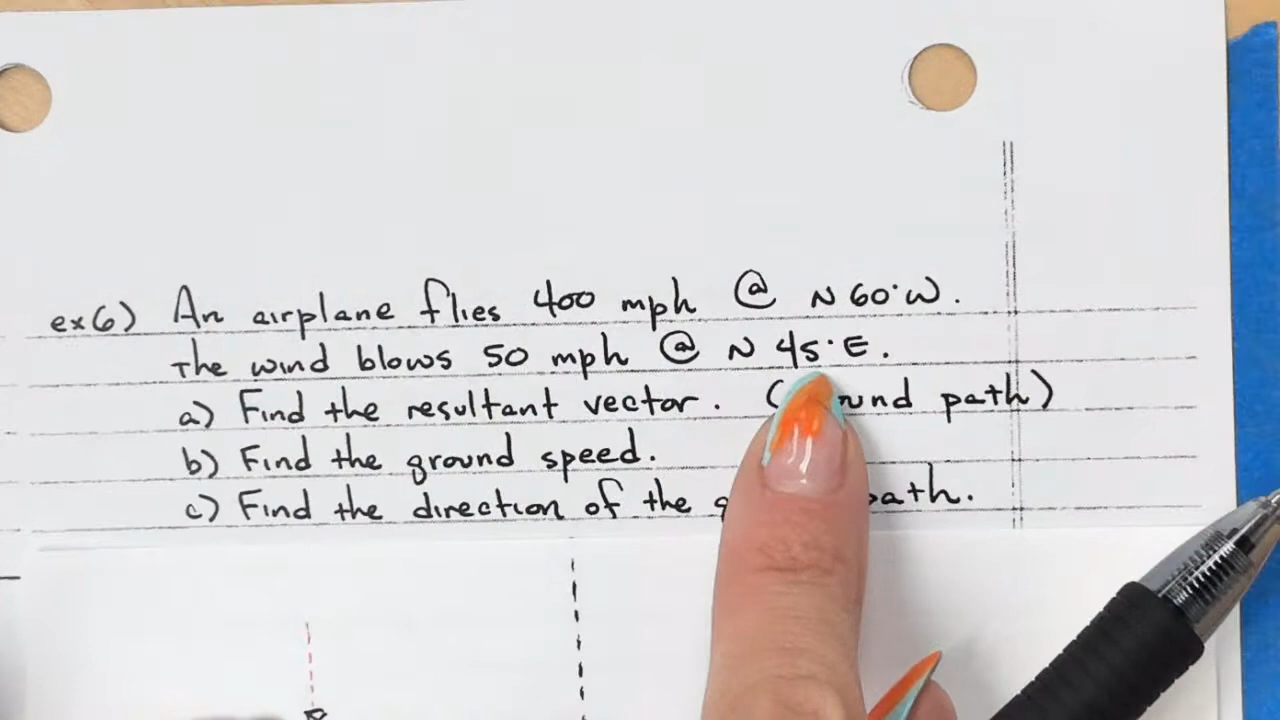 ex6) An airplane flies 400 mph @ N 60° W.
The wind blows 50 mph @ N 45° E.
a) Find the resultant vector. ( path)
b) Find the ground speed.
c) Find the direction of the path.